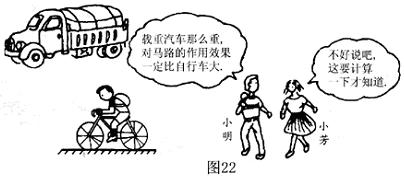 载重汽车那么重,
对马路的作用效果
一定比自行车大.
不好说吧,
这要计算
一下才知道.
小明
小芳
图22